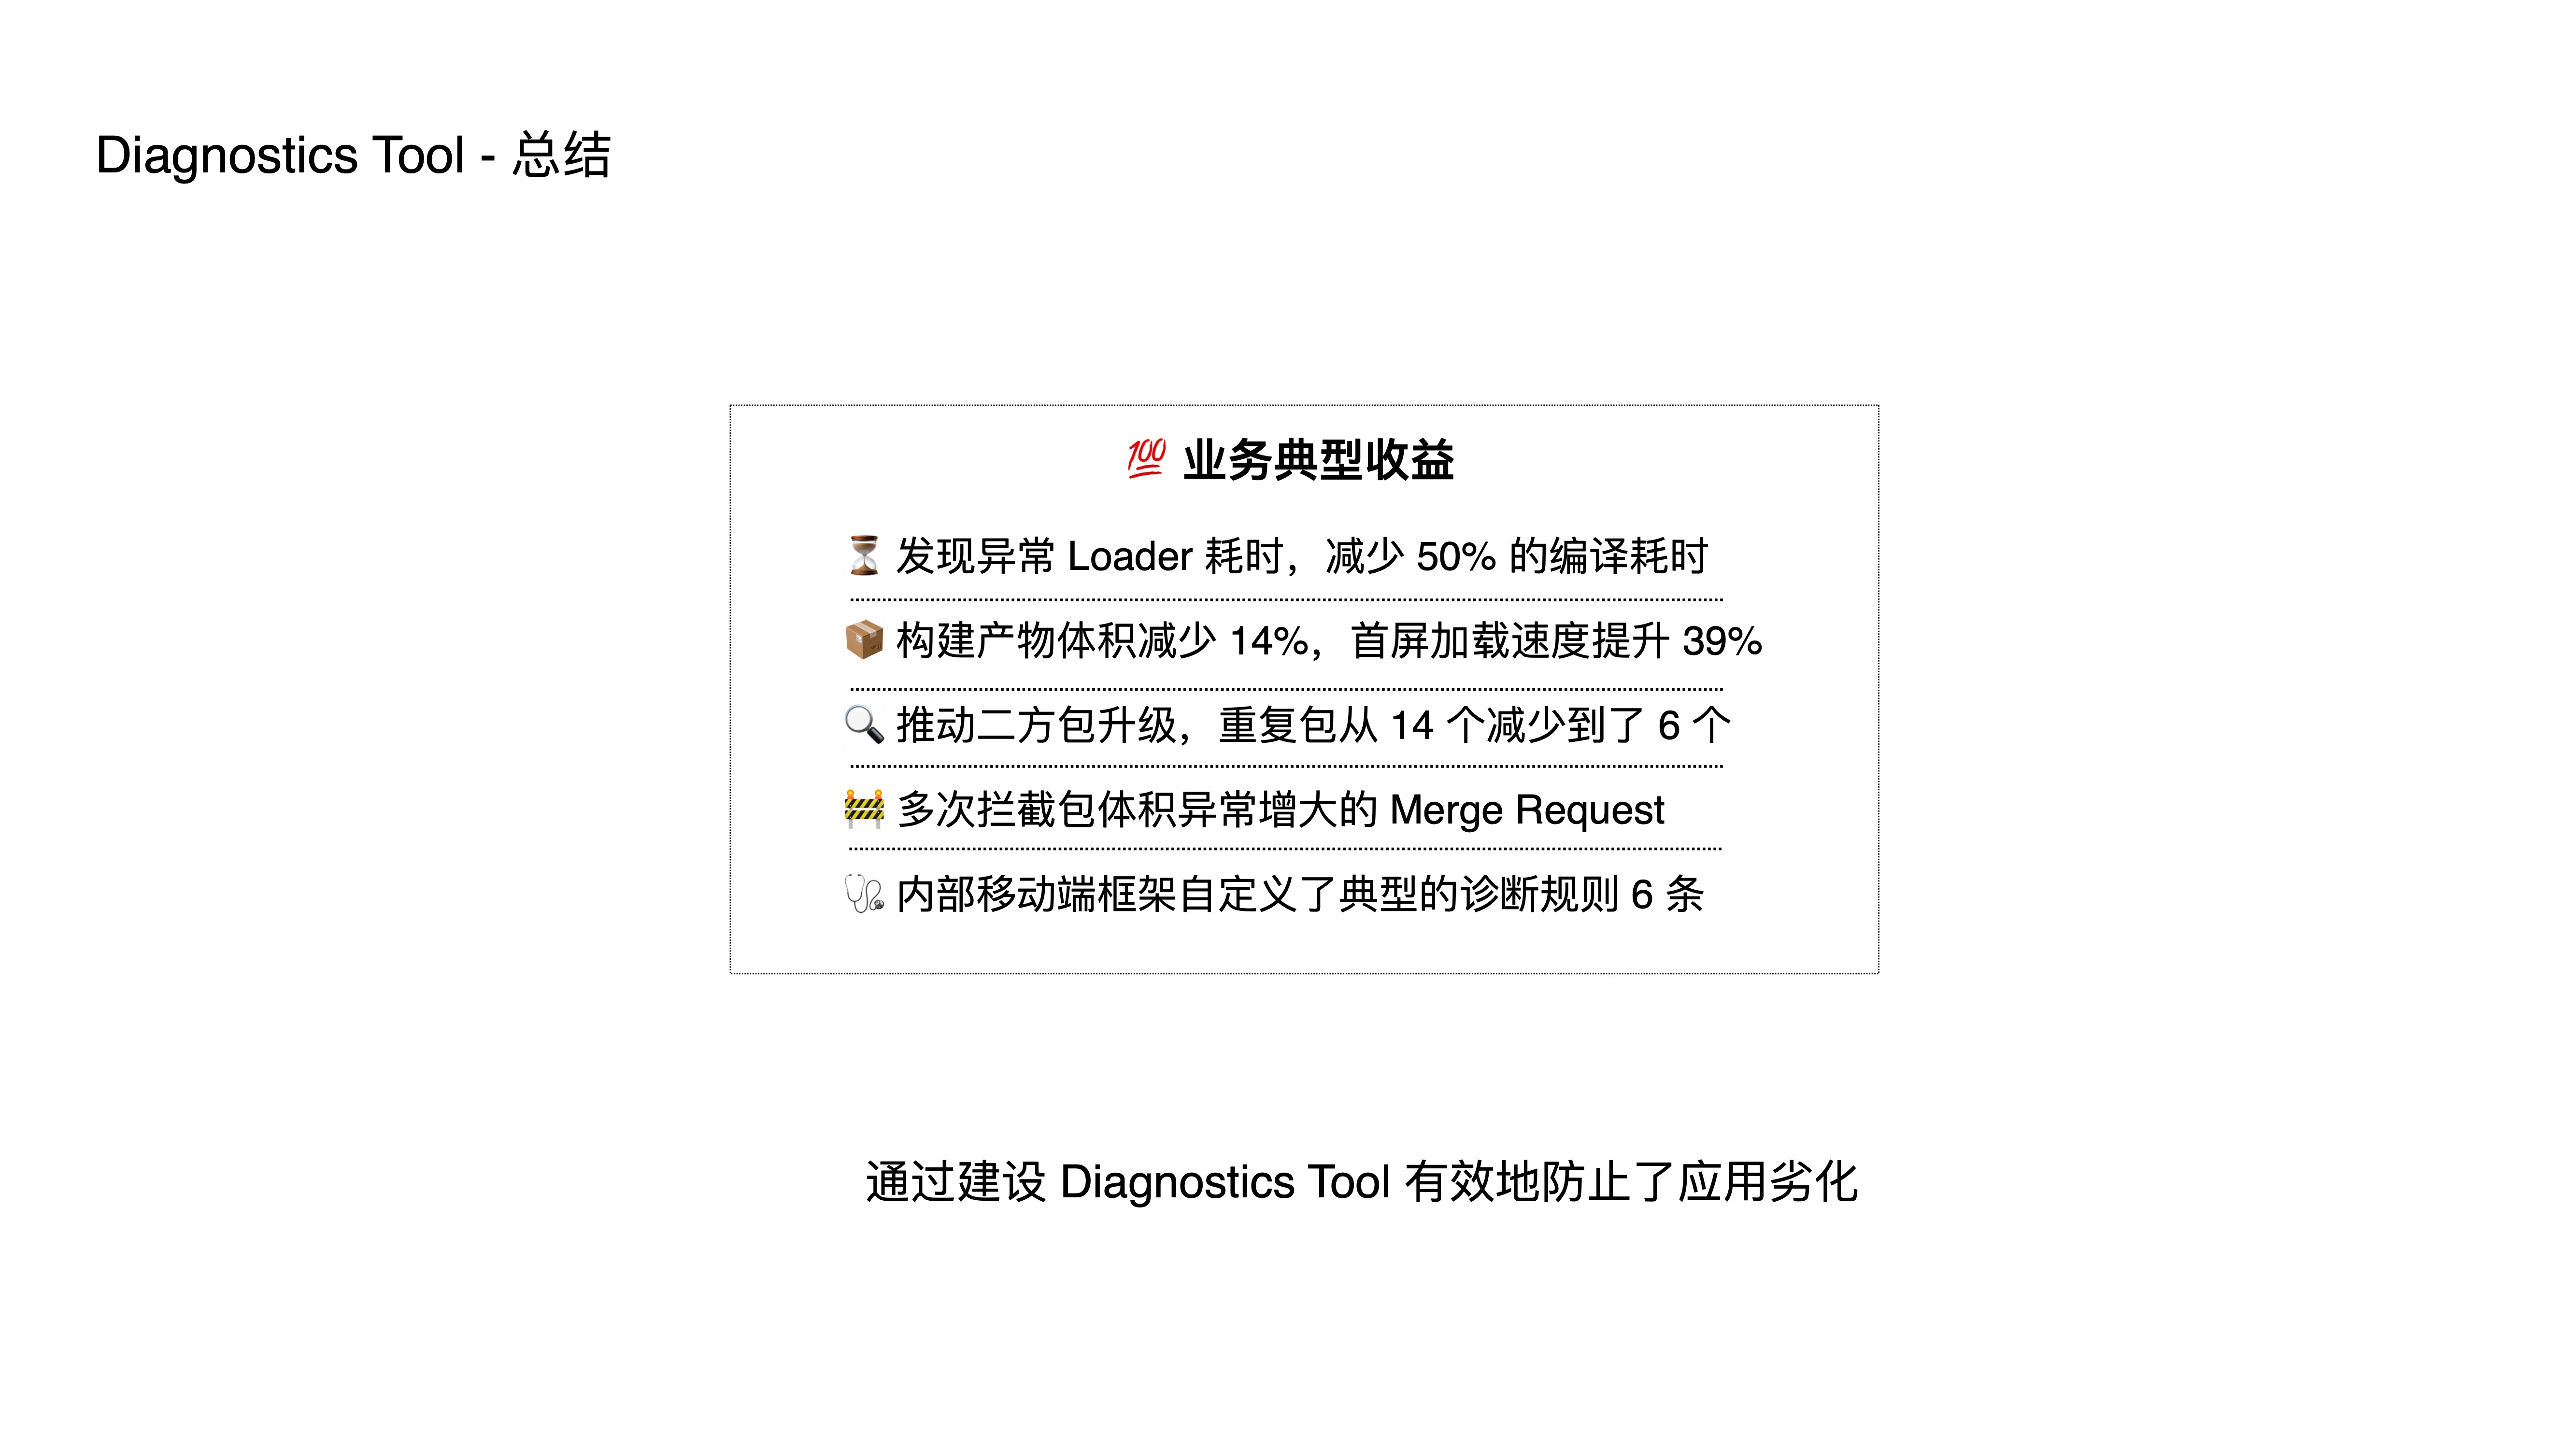 Diagnostics Tool - 总结
💯 业务典型收益
⏳ 发现异常 Loader 耗时，减少 50% 的编译耗时
📦 构建产物体积减少 14%，首屏加载速度提升 39%
🔍 推动二方包升级，重复包从 14 个减少到了 6 个
🚧 多次拦截包体积异常增大的 Merge Request
🩺 内部移动端框架自定义了典型的诊断规则 6 条
通过建设 Diagnostics Tool 有效地防止了应用劣化